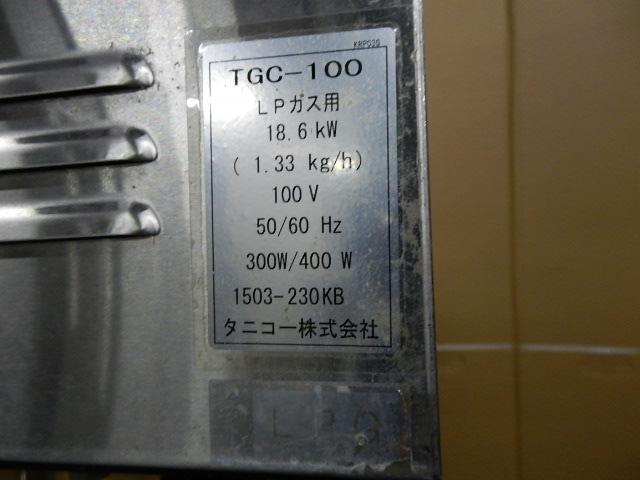 TGC-100
LPガス用
18.6 kW
( 1.33 kg/h)
100 V
50/60 Hz
300W/400 W
1503-230KB
タニコー株式会社
LPG